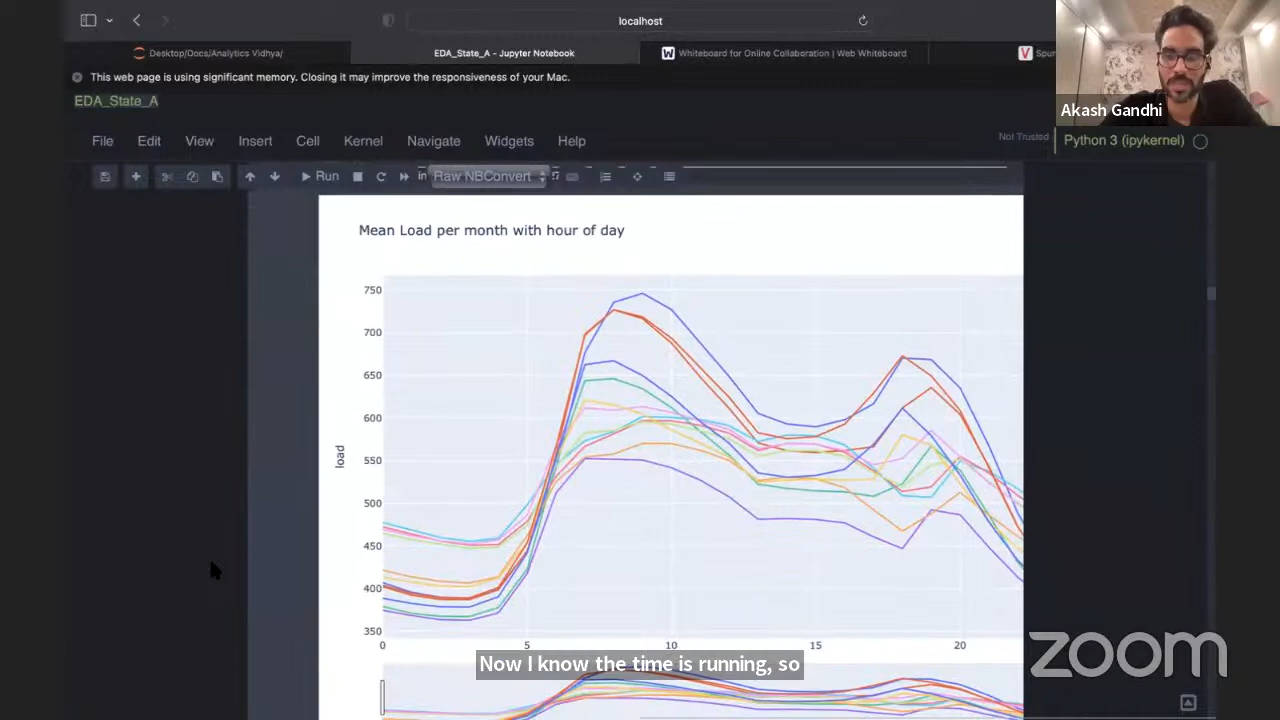 localhost
Desktop/Docs/Analytics Vidhya/
EDA_State_A - Jupyter Notebook
Whiteboard for Online Collaboration | Web Whiteboard
Spur
This web page is using significant memory. Closing it may improve the responsiveness of your Mac.
Akash Gandhi
EDA_State_A
File Edit View Insert Cell Kernel Navigate Widgets Help
Not Trusted
Python 3 (ipykernel)
Run
in
Raw NBConvert
Mean Load per month with hour of day
750
700
650
600
550
500
450
400
350
load
0 5 10 15 20
Now I know the time is running, so
zoom